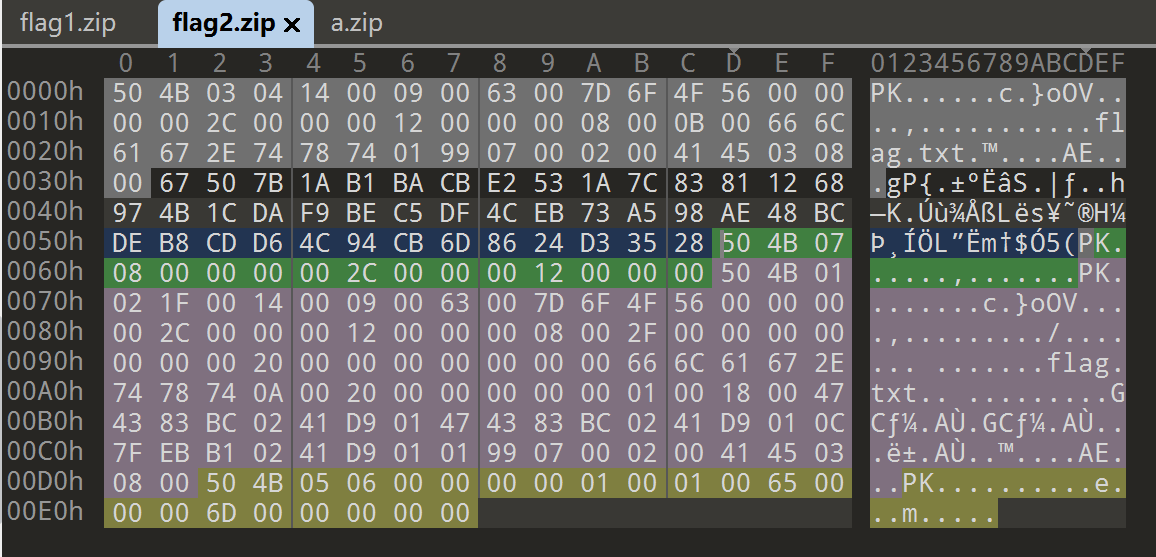 flag1.zip flag2.zip × a.zip
0 1 2 3 4 5 6 7 8 9 A B C D E F 0123456789ABCDEF
0000h 50 4B 03 04 14 00 09 00 63 00 7D 6F 4F 56 00 00 PK......c.}oOV..
0010h 00 00 2C 00 00 00 12 00 00 00 08 00 0B 00 66 6C ..,...........fl
0020h 61 67 2E 74 78 74 01 99 07 00 02 00 41 45 03 08 ag.txt.™....AE..
0030h 00 67 50 7B 1A B1 BA CB E2 53 1A 7C 83 81 12 68 .gP{.±ºËâS.|ƒ..h
0040h 97 4B 1C DA F9 BE C5 DF 4C EB 73 A5 98 AE 48 BC —K.Úù¾ÅßLës¥˜®H¼
0050h DE B8 CD D6 4C 94 CB 6D 86 24 D3 35 28 50 4B 07 Þ¸ÍÖL”Ëm†$Ó5(PK.
0060h 08 00 00 00 00 2C 00 00 00 12 00 00 00 50 4B 01 .....,.......PK.
0070h 02 1F 00 14 00 09 00 63 00 7D 6F 4F 56 00 00 00 .......c.}oOV...
0080h 00 2C 00 00 00 12 00 00 00 08 00 2F 00 00 00 00 .,........./....
0090h 00 00 00 20 00 00 00 00 00 00 00 66 6C 61 67 2E ... .......flag.
00A0h 74 78 74 0A 00 20 00 00 00 00 00 01 00 18 00 47 txt.. .........G
00B0h 43 83 BC 02 41 D9 01 47 43 83 BC 02 41 D9 01 0C Cƒ¼.AÙ.GCƒ¼.AÙ..
00C0h 7F EB B1 02 41 D9 01 01 99 07 00 02 00 41 45 03 .ë±.AÙ..™....AE.
00D0h 08 00 50 4B 05 06 00 00 00 00 01 00 01 00 65 00 ..PK..........e.
00E0h 00 00 6D 00 00 00 00 00 ..m.....